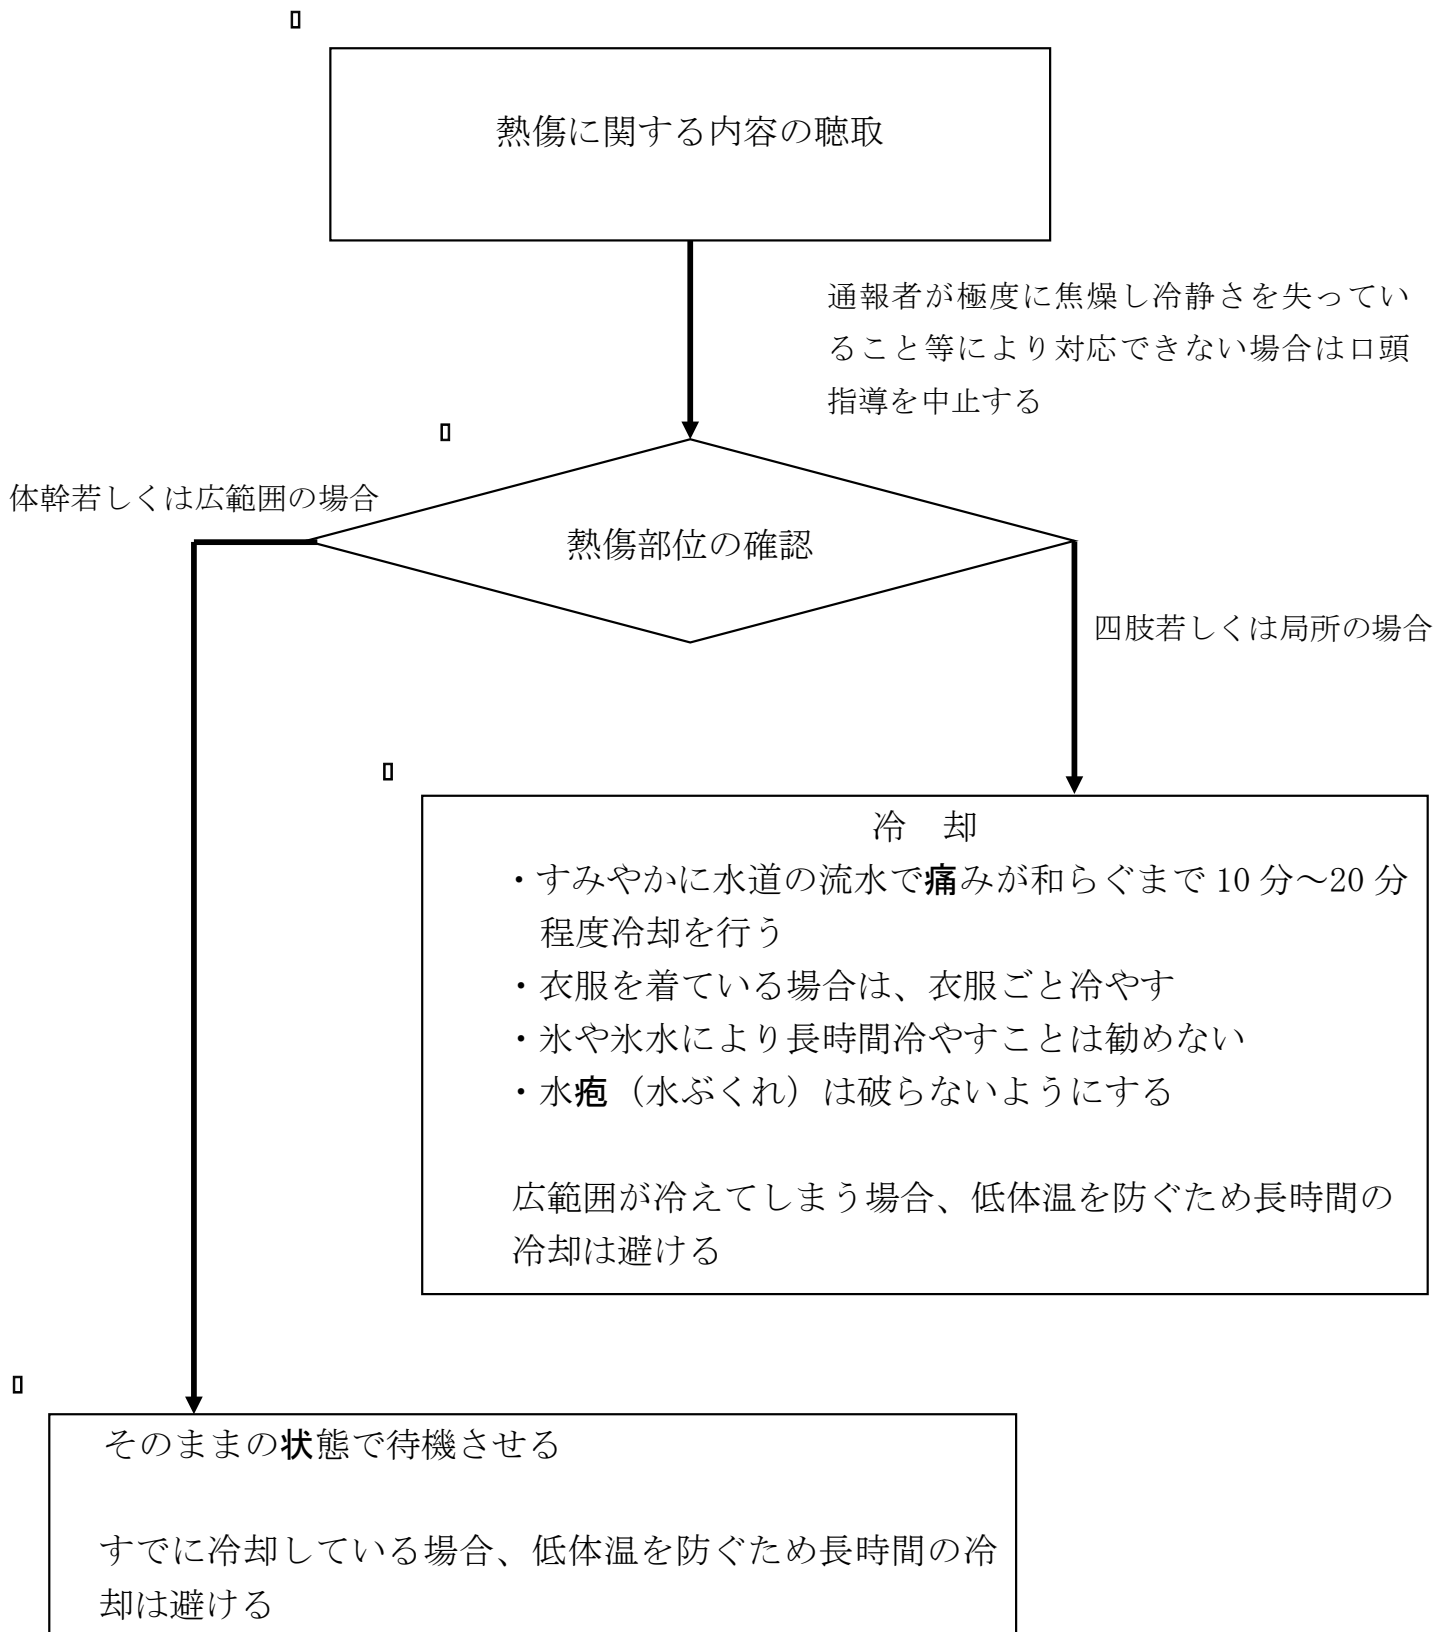 熱傷に関する内容の聴取
通報者が極度に焦燥し冷静さを失ってい
ること等により対応できない場合は口頭
指導を中止する
体幹若しくは広範囲の場合
熱傷部位の確認
四肢若しくは局所の場合
冷　却
・すみやかに水道の流水で痛みが和らぐまで 10 分～20 分
程度冷却を行う
・衣服を着ている場合は、衣服ごと冷やす
・氷や氷水により長時間冷やすことは勧めない
・水疱（水ぶくれ）は破らないようにする
広範囲が冷えてしまう場合、低体温を防ぐため長時間の
冷却は避ける
そのままの状態で待機させる
すでに冷却している場合、低体温を防ぐため長時間の冷
却は避ける